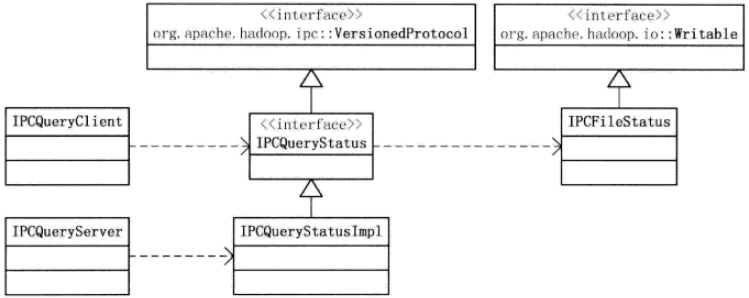 <<interface>>
org.apache.hadoop.ipc::VersionedProtocol
<<interface>>
org.apache.hadoop.io::Writable
IPCQueryClient
<<interface>>
IPCQueryStatus
IPCFileStatus
IPCQueryServer
IPCQueryStatusImpl